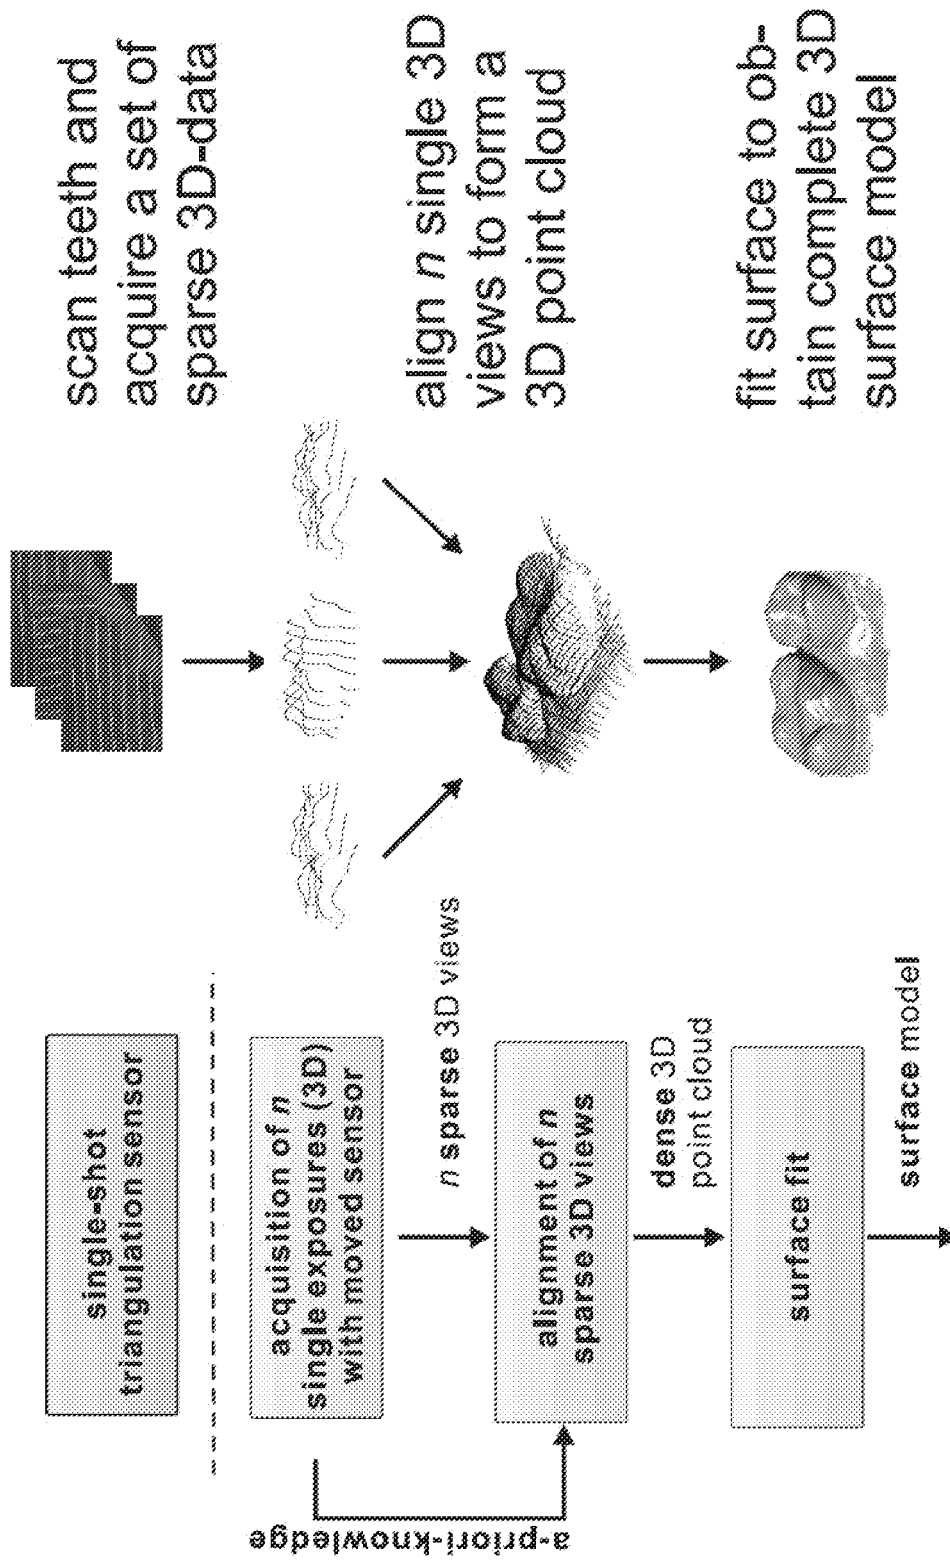 single-shot
triangulation sensor
acquisition of n
single exposures (3D)
with moved sensor
n sparse 3D views
alignment of n
sparse 3D views
dense 3D
point cloud
surface fit
surface model
a-priori-knowledge
scan teeth and
acquire a set of
sparse 3D-data
align n single 3D
views to form a
3D point cloud
fit surface to ob-
tain complete 3D
surface model